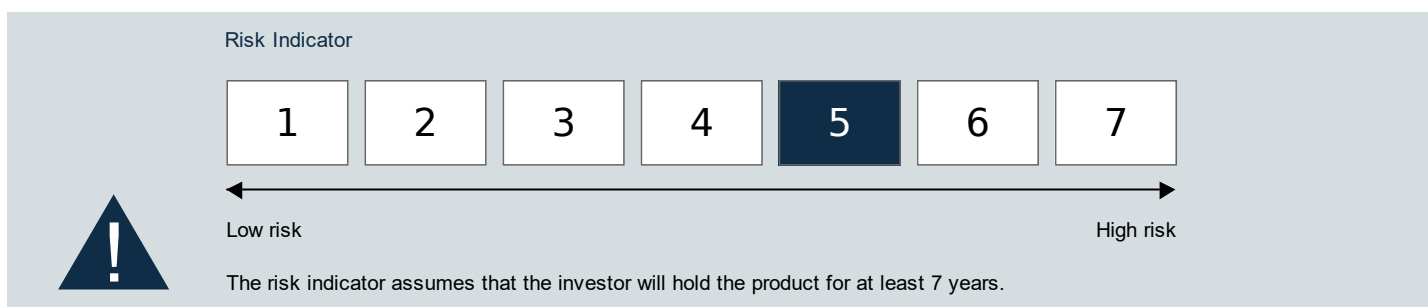 Risk Indicator
1 2 3 4 5 6 7
Low risk High risk
!
The risk indicator assumes that the investor will hold the product for at least 7 years.